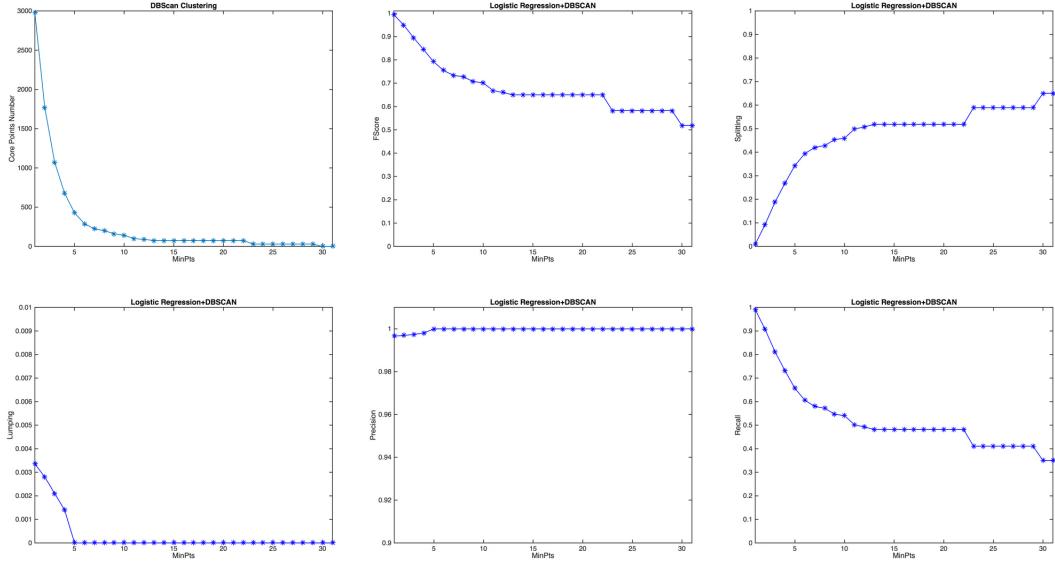 DBScan Clustering
3000
2500
2000
1500
1000
500
0
Core Points Number
5 10 15 20 25 30
MinPts
Logistic Regression+DBSCAN
1
0.9
0.8
0.7
0.6
0.5
0.4
0.3
0.2
0.1
0
FScore
5 10 15 20 25 30
MinPts
Logistic Regression+DBSCAN
1
0.9
0.8
0.7
0.6
0.5
0.4
0.3
0.2
0.1
0
Splitting
5 10 15 20 25 30
MinPts
Logistic Regression+DBSCAN
0.01
0.009
0.008
0.007
0.006
0.005
0.004
0.003
0.002
0.001
0
Lumping
5 10 15 20 25 30
MinPts
Logistic Regression+DBSCAN
1
0.98
0.96
0.94
0.92
0.9
Precision
5 10 15 20 25 30
MinPts
Logistic Regression+DBSCAN
1
0.9
0.8
0.7
0.6
0.5
0.4
0.3
0.2
0.1
0
Recall
5 10 15 20 25 30
MinPts